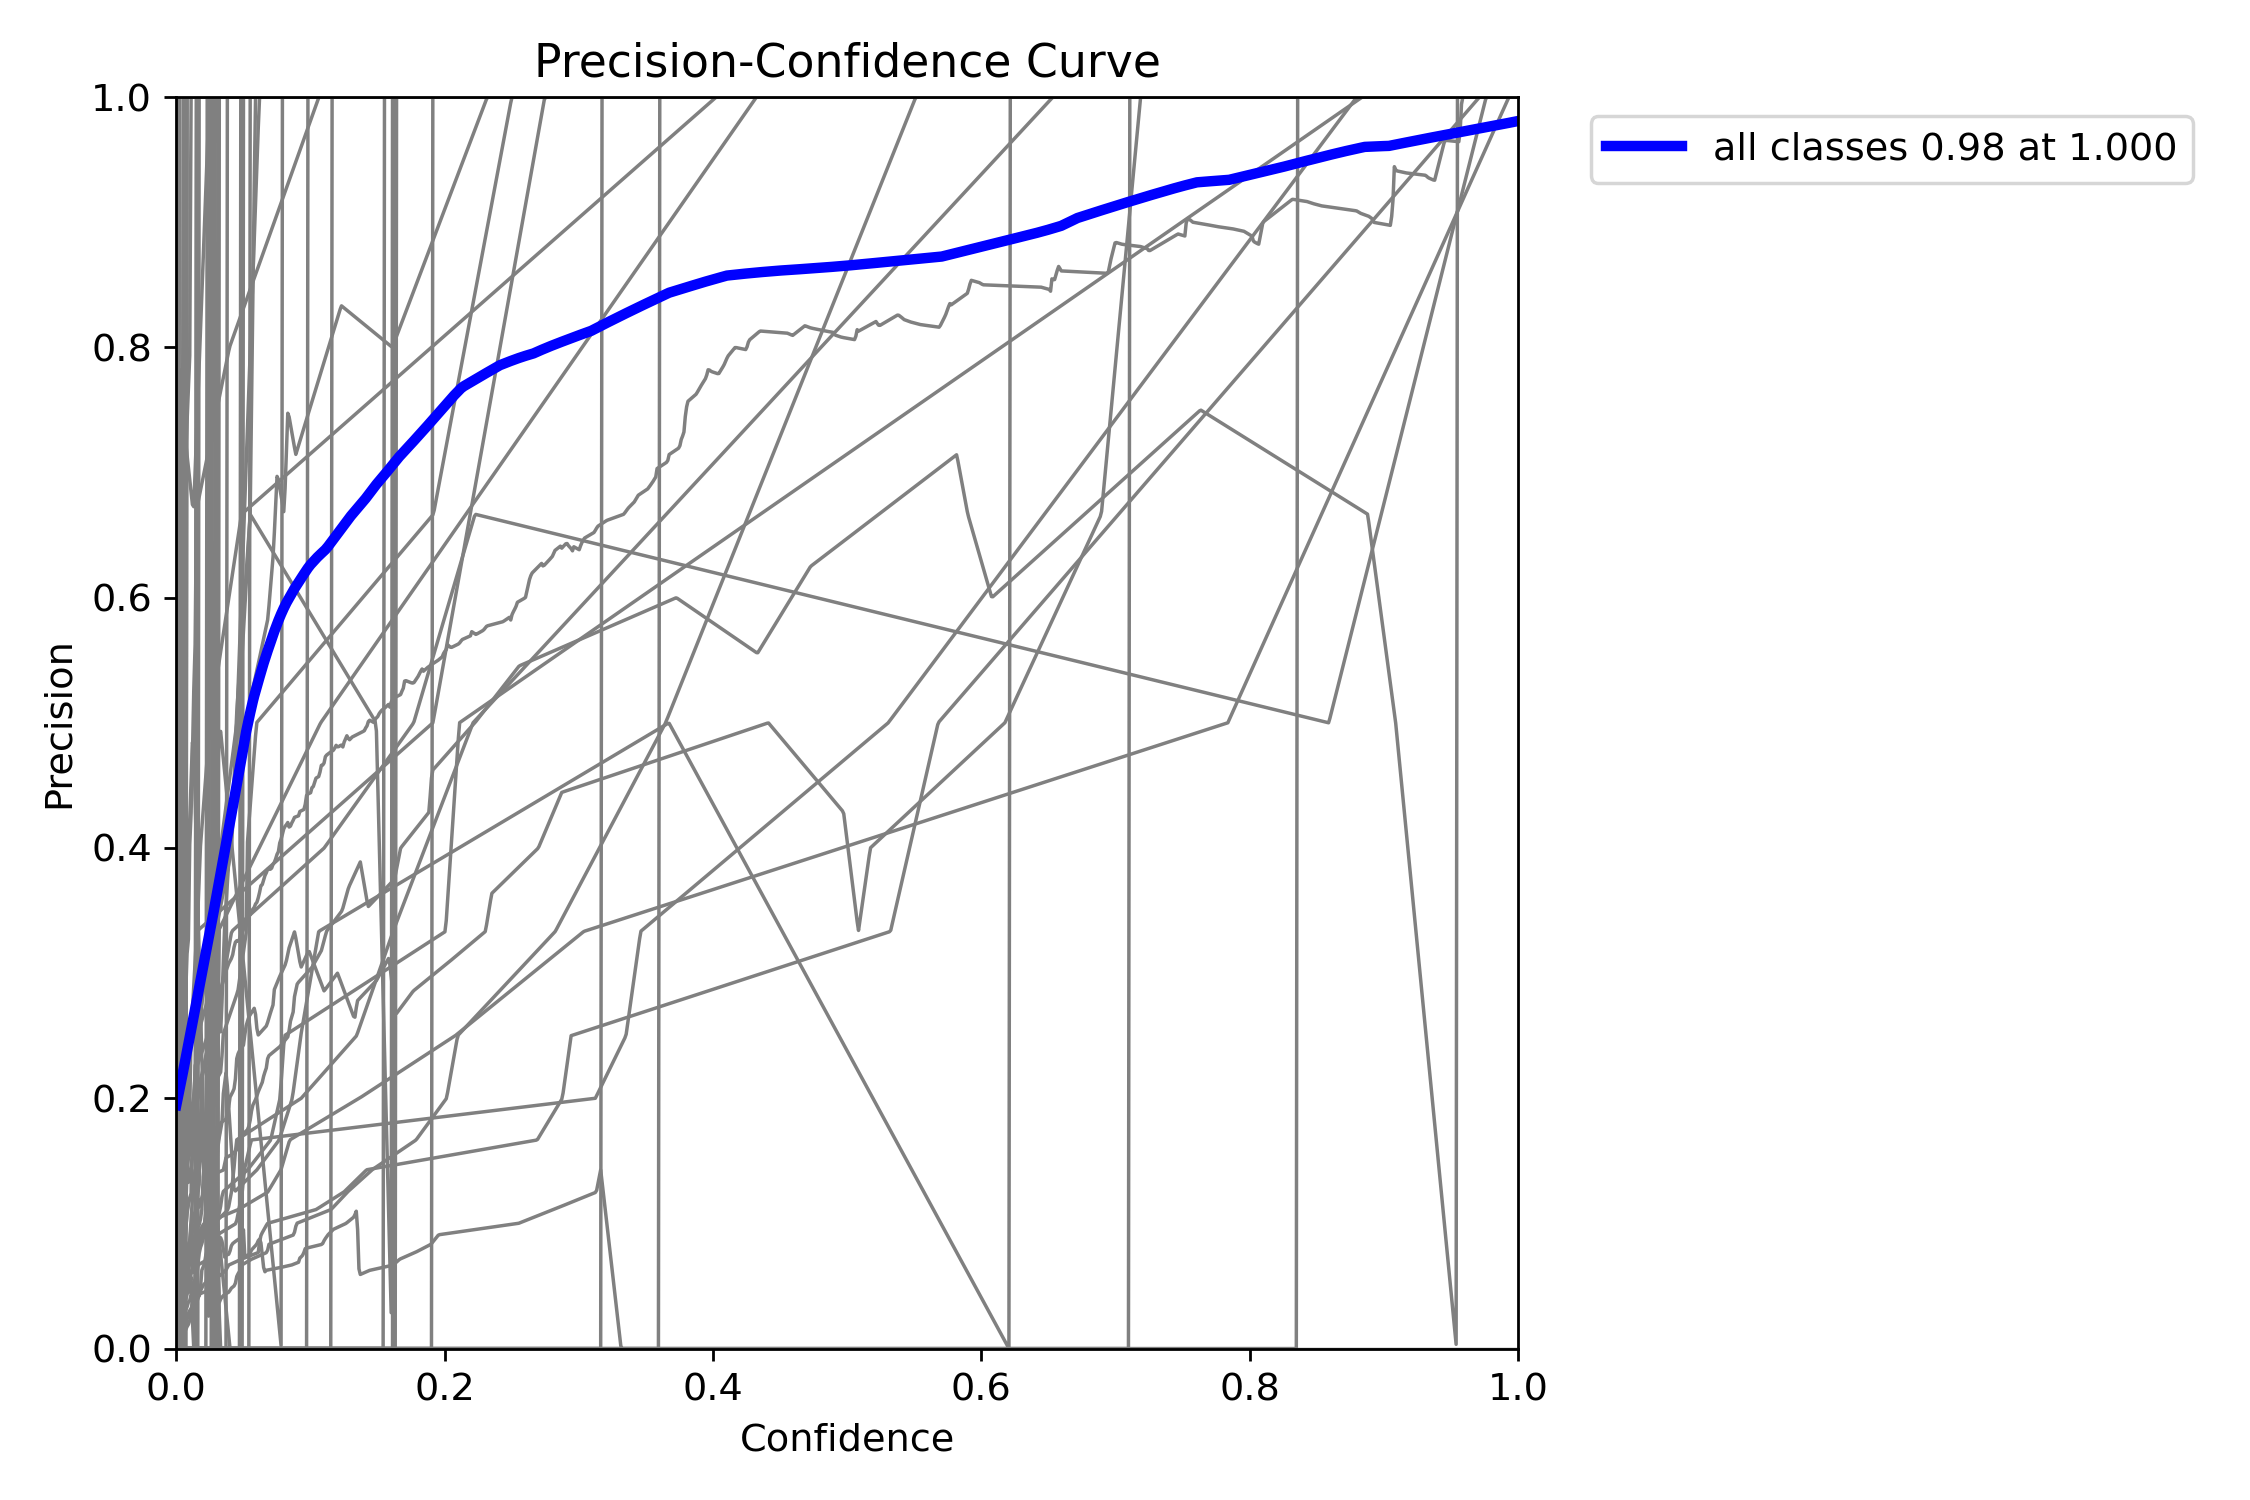 Precision-Confidence Curve
all classes 0.98 at 1.000
1.0
0.8
0.6
0.4
0.2
0.0
Precision
0.0 0.2 0.4 0.6 0.8 1.0
Confidence